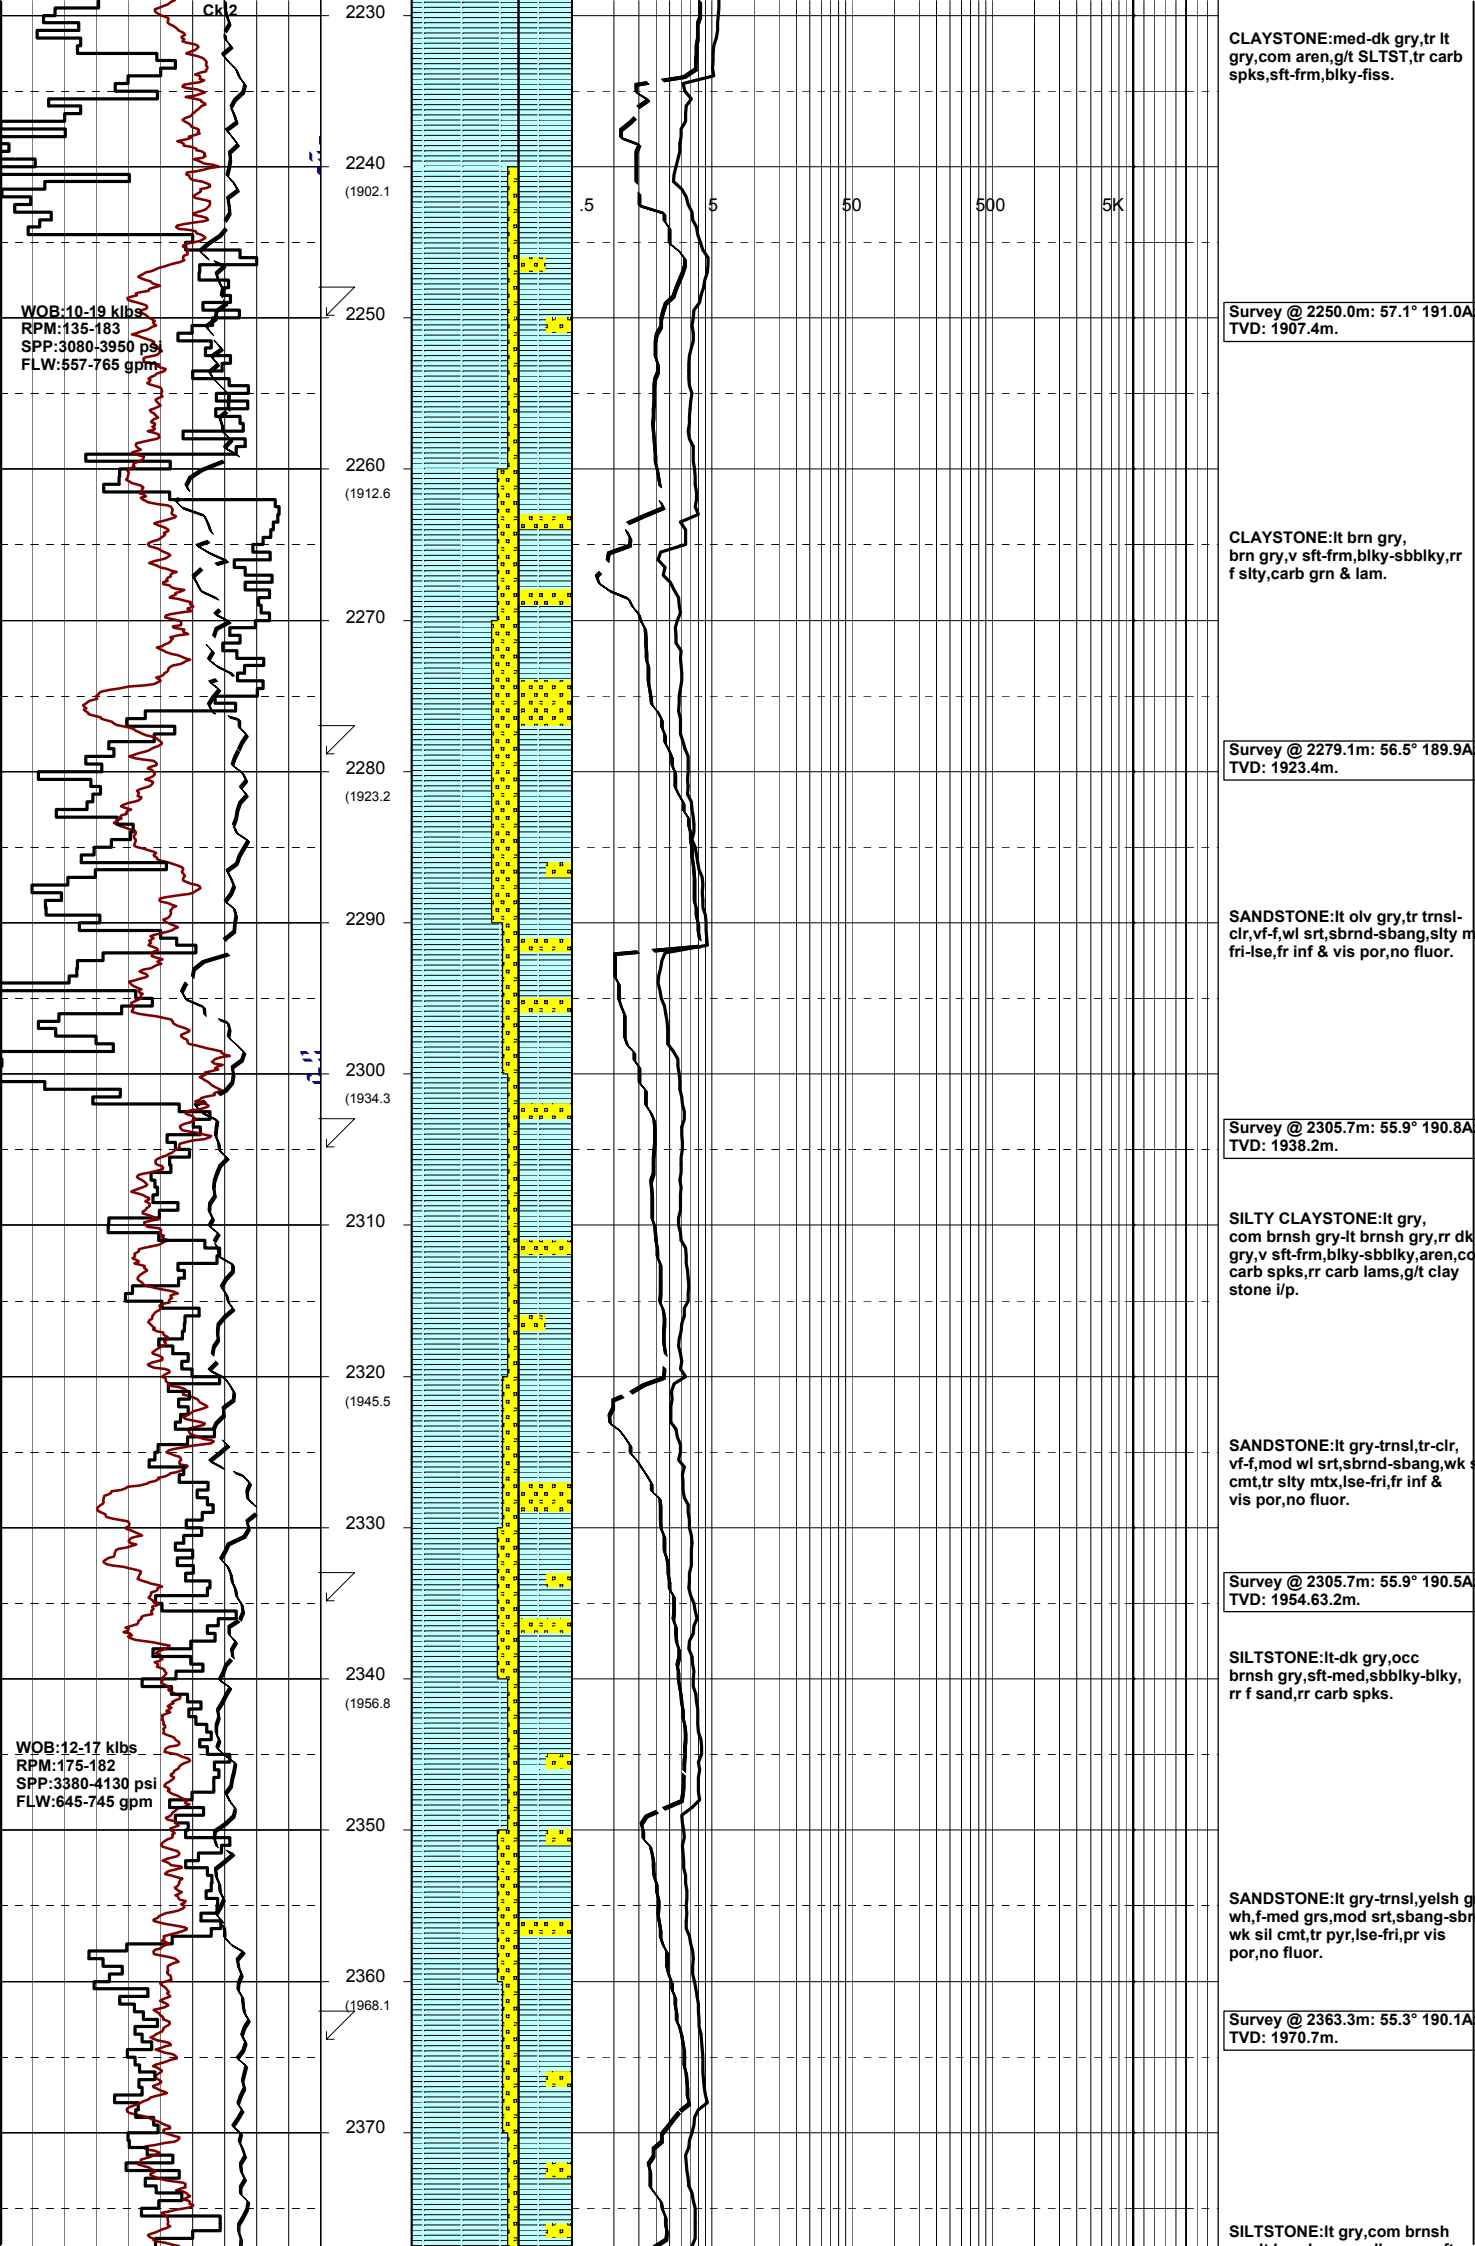 Ck 2
2230
CLAYSTONE:med-dk gry,tr lt
gry,com aren,g/t SLTST,tr carb
spks,sft-frm,blky-fiss.
2240
(1902.1
.5 5 50 500 5K
WOB:10-19 klbs
RPM:135-183
SPP:3080-3950 psi
FLW:557-765 gpm
2250
Survey @ 2250.0m: 57.1° 191.0A
TVD: 1907.4m.
2260
(1912.6
CLAYSTONE:lt brn gry,
brn gry,v sft-frm,blky-sbblky,rr
f slty,carb grn & lam.
2270
Survey @ 2279.1m: 56.5° 189.9A
TVD: 1923.4m.
2280
(1923.2
2290
SANDSTONE:lt olv gry,tr trnsl-
clr,vf-f,wl srt,sbrnd-sbang,slty m
fri-lse,fr inf & vis por,no fluor.
2300
(1934.3
Survey @ 2305.7m: 55.9° 190.8A
TVD: 1938.2m.
2310
SILTY CLAYSTONE:lt gry,
com brnsh gry-lt brnsh gry,rr dk
gry,v sft-frm,blky-sbblky,aren,co
carb spks,rr carb lams,g/t clay
stone i/p.
2320
(1945.5
SANDSTONE:lt gry-trnsl,tr-clr,
vf-f,mod wl srt,sbrnd-sbang,wk s
cmt,tr slty mtx,lse-fri,fr inf &
vis por,no fluor.
2330
Survey @ 2305.7m: 55.9° 190.5A
TVD: 1954.63.2m.
2340
(1956.8
SILTSTONE:lt-dk gry,occ
brnsh gry,sft-med,sbblky-blky,
rr f sand,rr carb spks.
WOB:12-17 klbs
RPM:175-182
SPP:3380-4130 psi
FLW:645-745 gpm
2350
SANDSTONE:lt gry-trnsl,yelsh g
wh,f-med grs,mod srt,sbang-sbr
wk sil cmt,tr pyr,lse-fri,pr vis
por,no fluor.
2360
(1968.1
Survey @ 2363.3m: 55.3° 190.1A
TVD: 1970.7m.
2370
SILTSTONE:lt gry,com brnsh